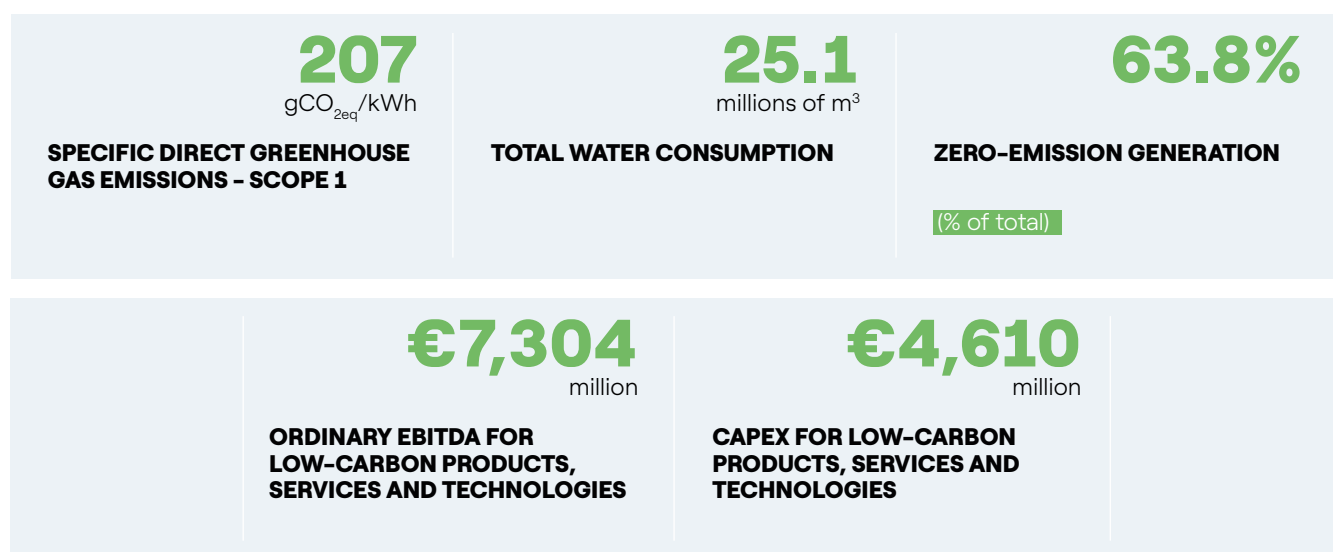 207
gCO2eq/kWh
SPECIFIC DIRECT GREENHOUSE
GAS EMISSIONS – SCOPE 1
25.1
millions of m³
TOTAL WATER CONSUMPTION
63.8%
ZERO-EMISSION GENERATION
(% of total)
€7,304
million
ORDINARY EBITDA FOR
LOW-CARBON PRODUCTS,
SERVICES AND TECHNOLOGIES
€4,610
million
CAPEX FOR LOW-CARBON
PRODUCTS, SERVICES AND
TECHNOLOGIES